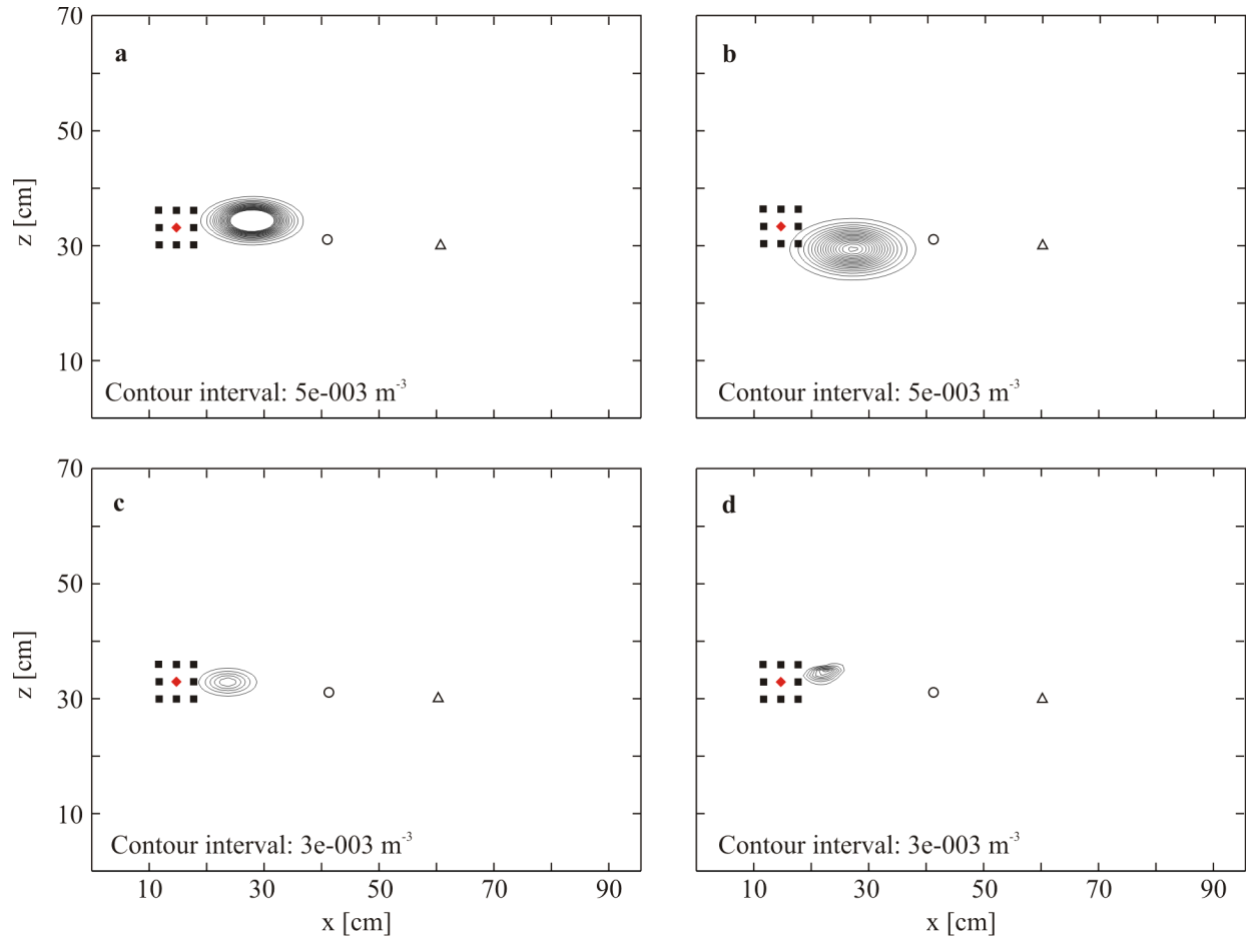 70
a
b
50
z [cm]
30
10
Contour interval: 5e-003 m⁻³
Contour interval: 5e-003 m⁻³
70
c
d
50
z [cm]
30
10
Contour interval: 3e-003 m⁻³
Contour interval: 3e-003 m⁻³
10 30 50 70 90
10 30 50 70 90
x [cm]
x [cm]